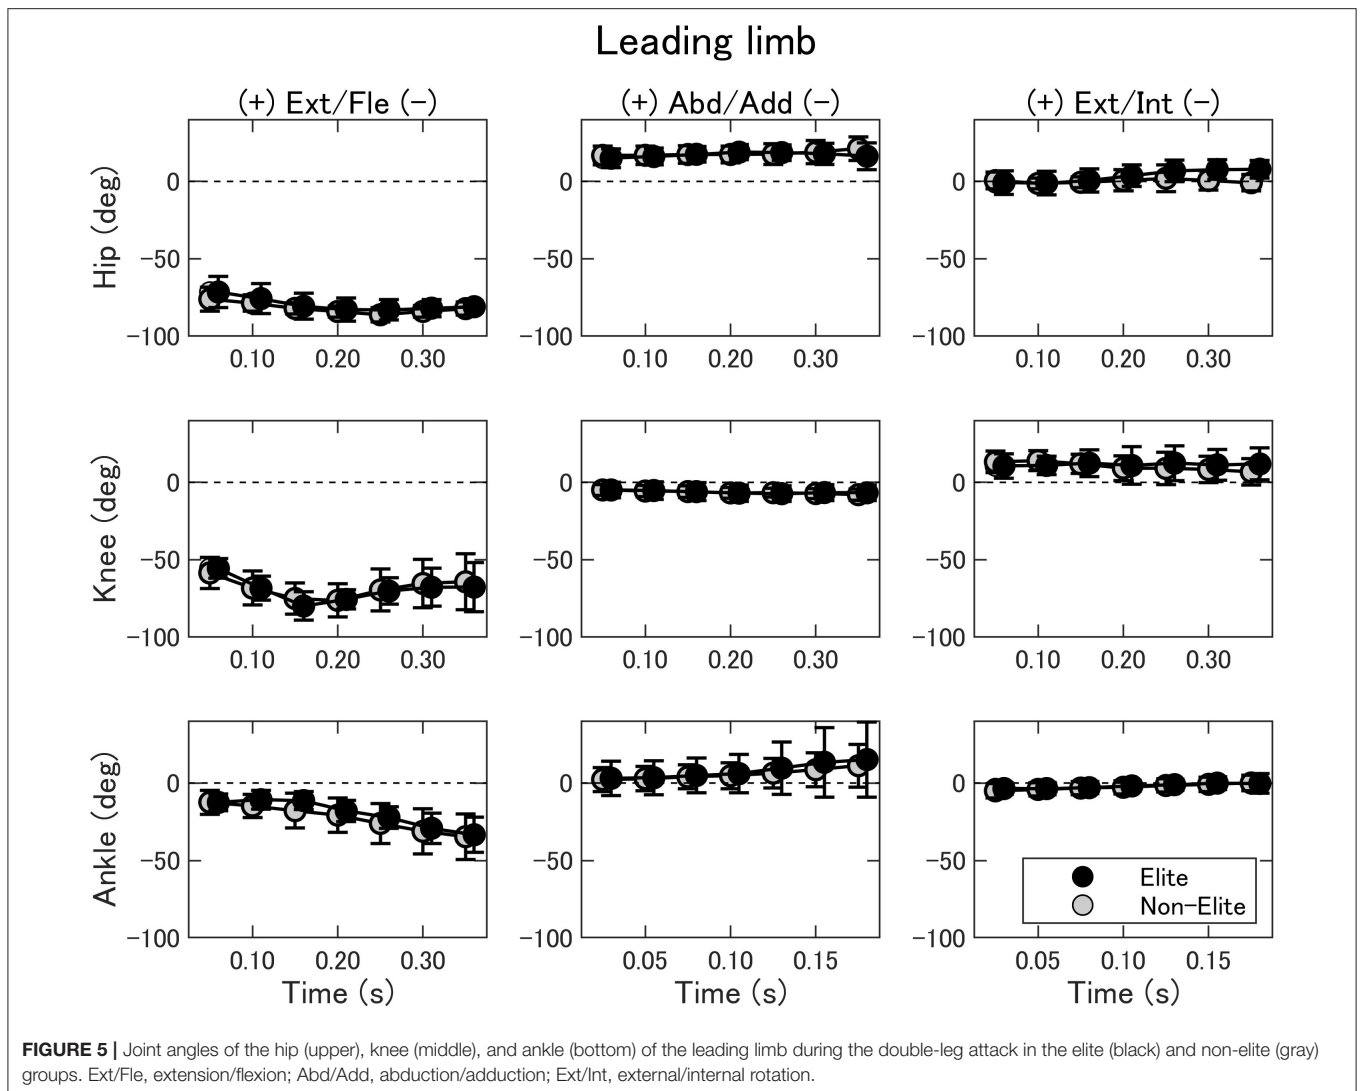 Leading limb
(+) Ext/Fle (-)
(+) Abd/Add (-)
(+) Ext/Int (-)
Hip (deg)
0
-50
-100
0.10 0.20 0.30
0
-50
-100
0.10 0.20 0.30
0
-50
-100
0.10 0.20 0.30
Knee (deg)
0
-50
-100
0.10 0.20 0.30
0
-50
-100
0.10 0.20 0.30
0
-50
-100
0.10 0.20 0.30
Ankle (deg)
0
-50
-100
0.10 0.20 0.30
Time (s)
0
-50
-100
0.05 0.10 0.15
Time (s)
0
-50
-100
0.05 0.10 0.15
Time (s)
Elite
Non-Elite
FIGURE 5 | Joint angles of the hip (upper), knee (middle), and ankle (bottom) of the leading limb during the double-leg attack in the elite (black) and non-elite (gray)
groups. Ext/Fle, extension/flexion; Abd/Add, abduction/adduction; Ext/Int, external/internal rotation.